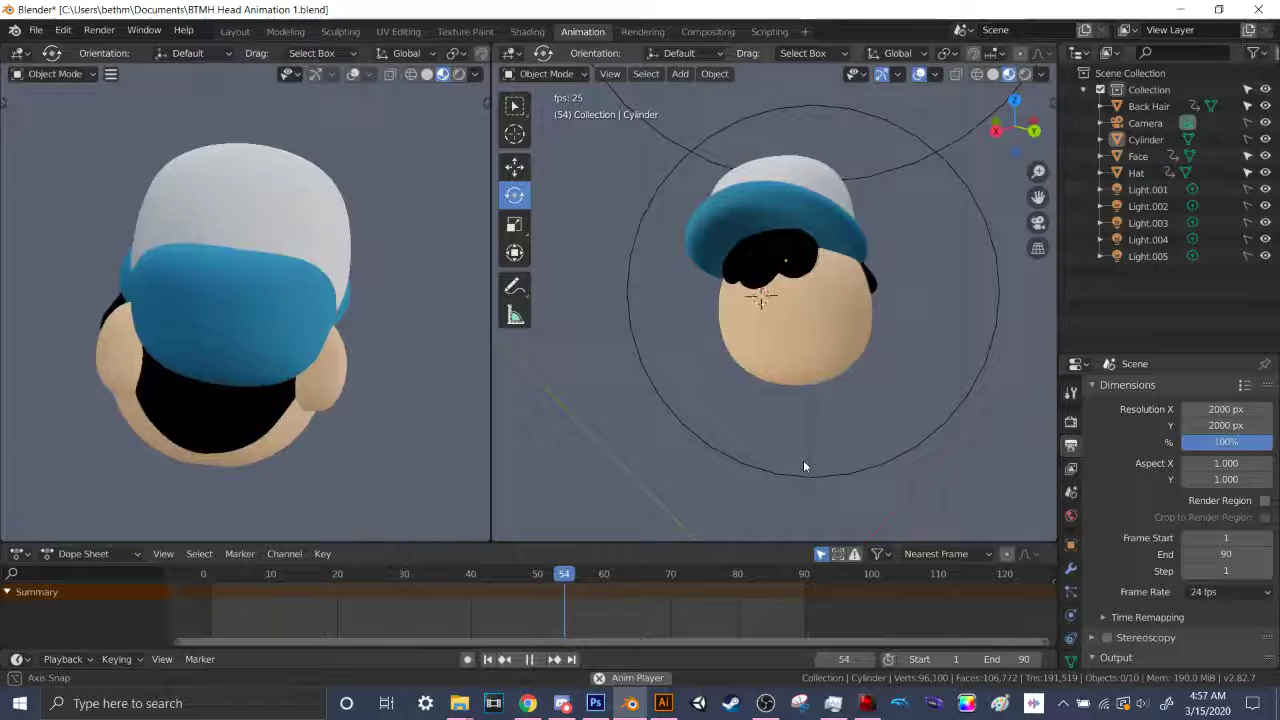 Blender* [C:\Users\bethm\Documents\BTMH Head Animation 1.blend]
File Edit Render Window Help
Layout Modeling Sculpting UV Editing Texture Paint Shading Animation Rendering Compositing Scripting +
Scene View Layer
Orientation: Default Drag: Select Box Global
Orientation: Default Drag: Select Box Global
Object Mode
Object Mode View Select Add Object
fps: 25
(54) Collection | Cylinder
Z
X
Y
Scene Collection
Collection
Back Hair
Camera
Cylinder
Face
Hat
Light.001
Light.002
Light.003
Light.004
Light.005
Scene
Dimensions
Resolution X 2000 px
Y 2000 px
% 100%
Aspect X 1.000
Y 1.000
Render Region
Crop to Render Region
Frame Start 1
End 90
Step 1
Frame Rate 24 fps
Time Remapping
Stereoscopy
Output
Dope Sheet View Select Marker Channel Key Nearest Frame
0 10 20 30 40 50 54 60 70 80 90 100 110 120
Summary
Playback Keying View Marker 54 Start 1 End 90
Axis Snap Anim Player Collection | Cylinder | Verts:96,100 | Faces:106,772 | Tris:191,519 | Objects:0/10 | Mem: 190.0 MiB | v2.82.7
Type here to search
Ps Ai
4:57 AM
3/15/2020